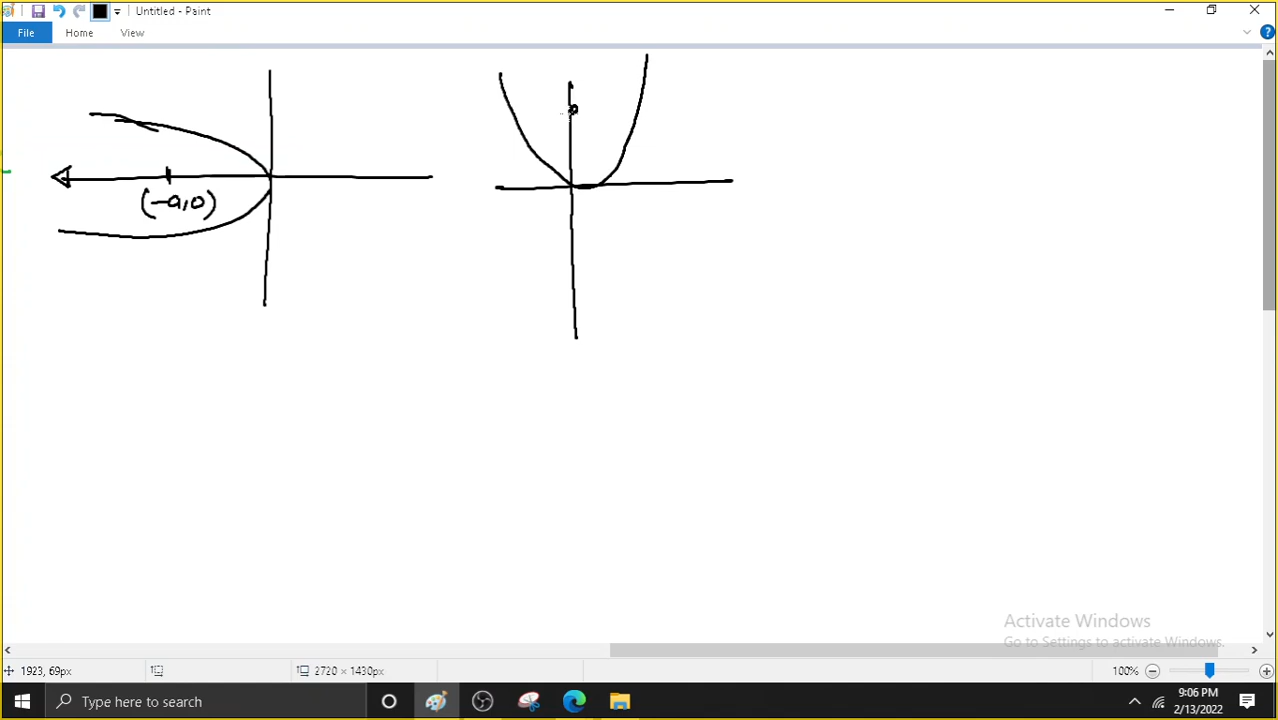 Untitled - Paint
File Home View
(-a,0)
Activate Windows
Go to Settings to activate Windows.
1923, 69px
2720 × 1430px
100%
Type here to search
9:06 PM
2/13/2022